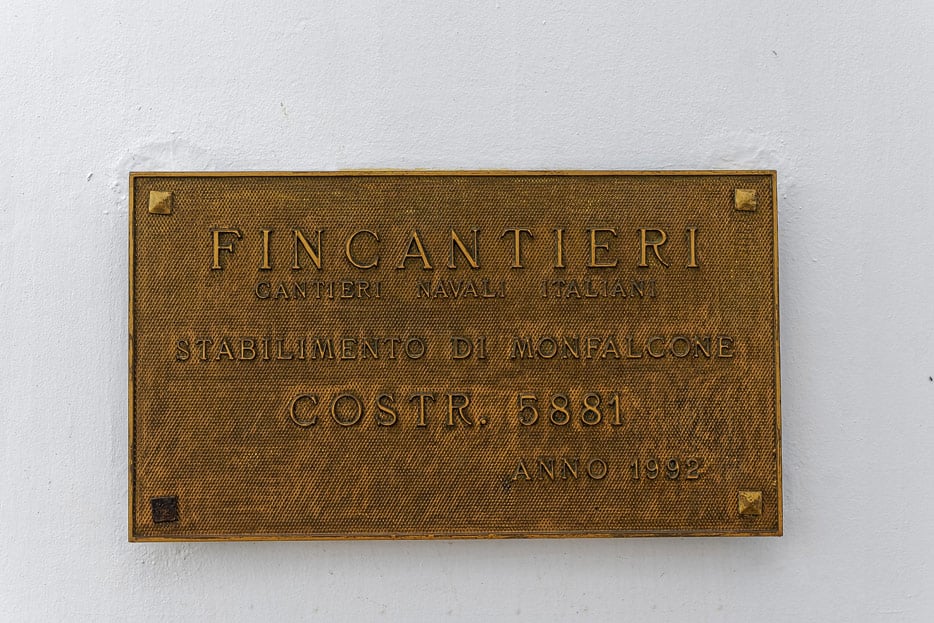 FINCANTIERI
CANTIERI NAVALI ITALIANI
STABILIMENTO DI MONFALCONE
COSTR. 5881
ANNO 1992